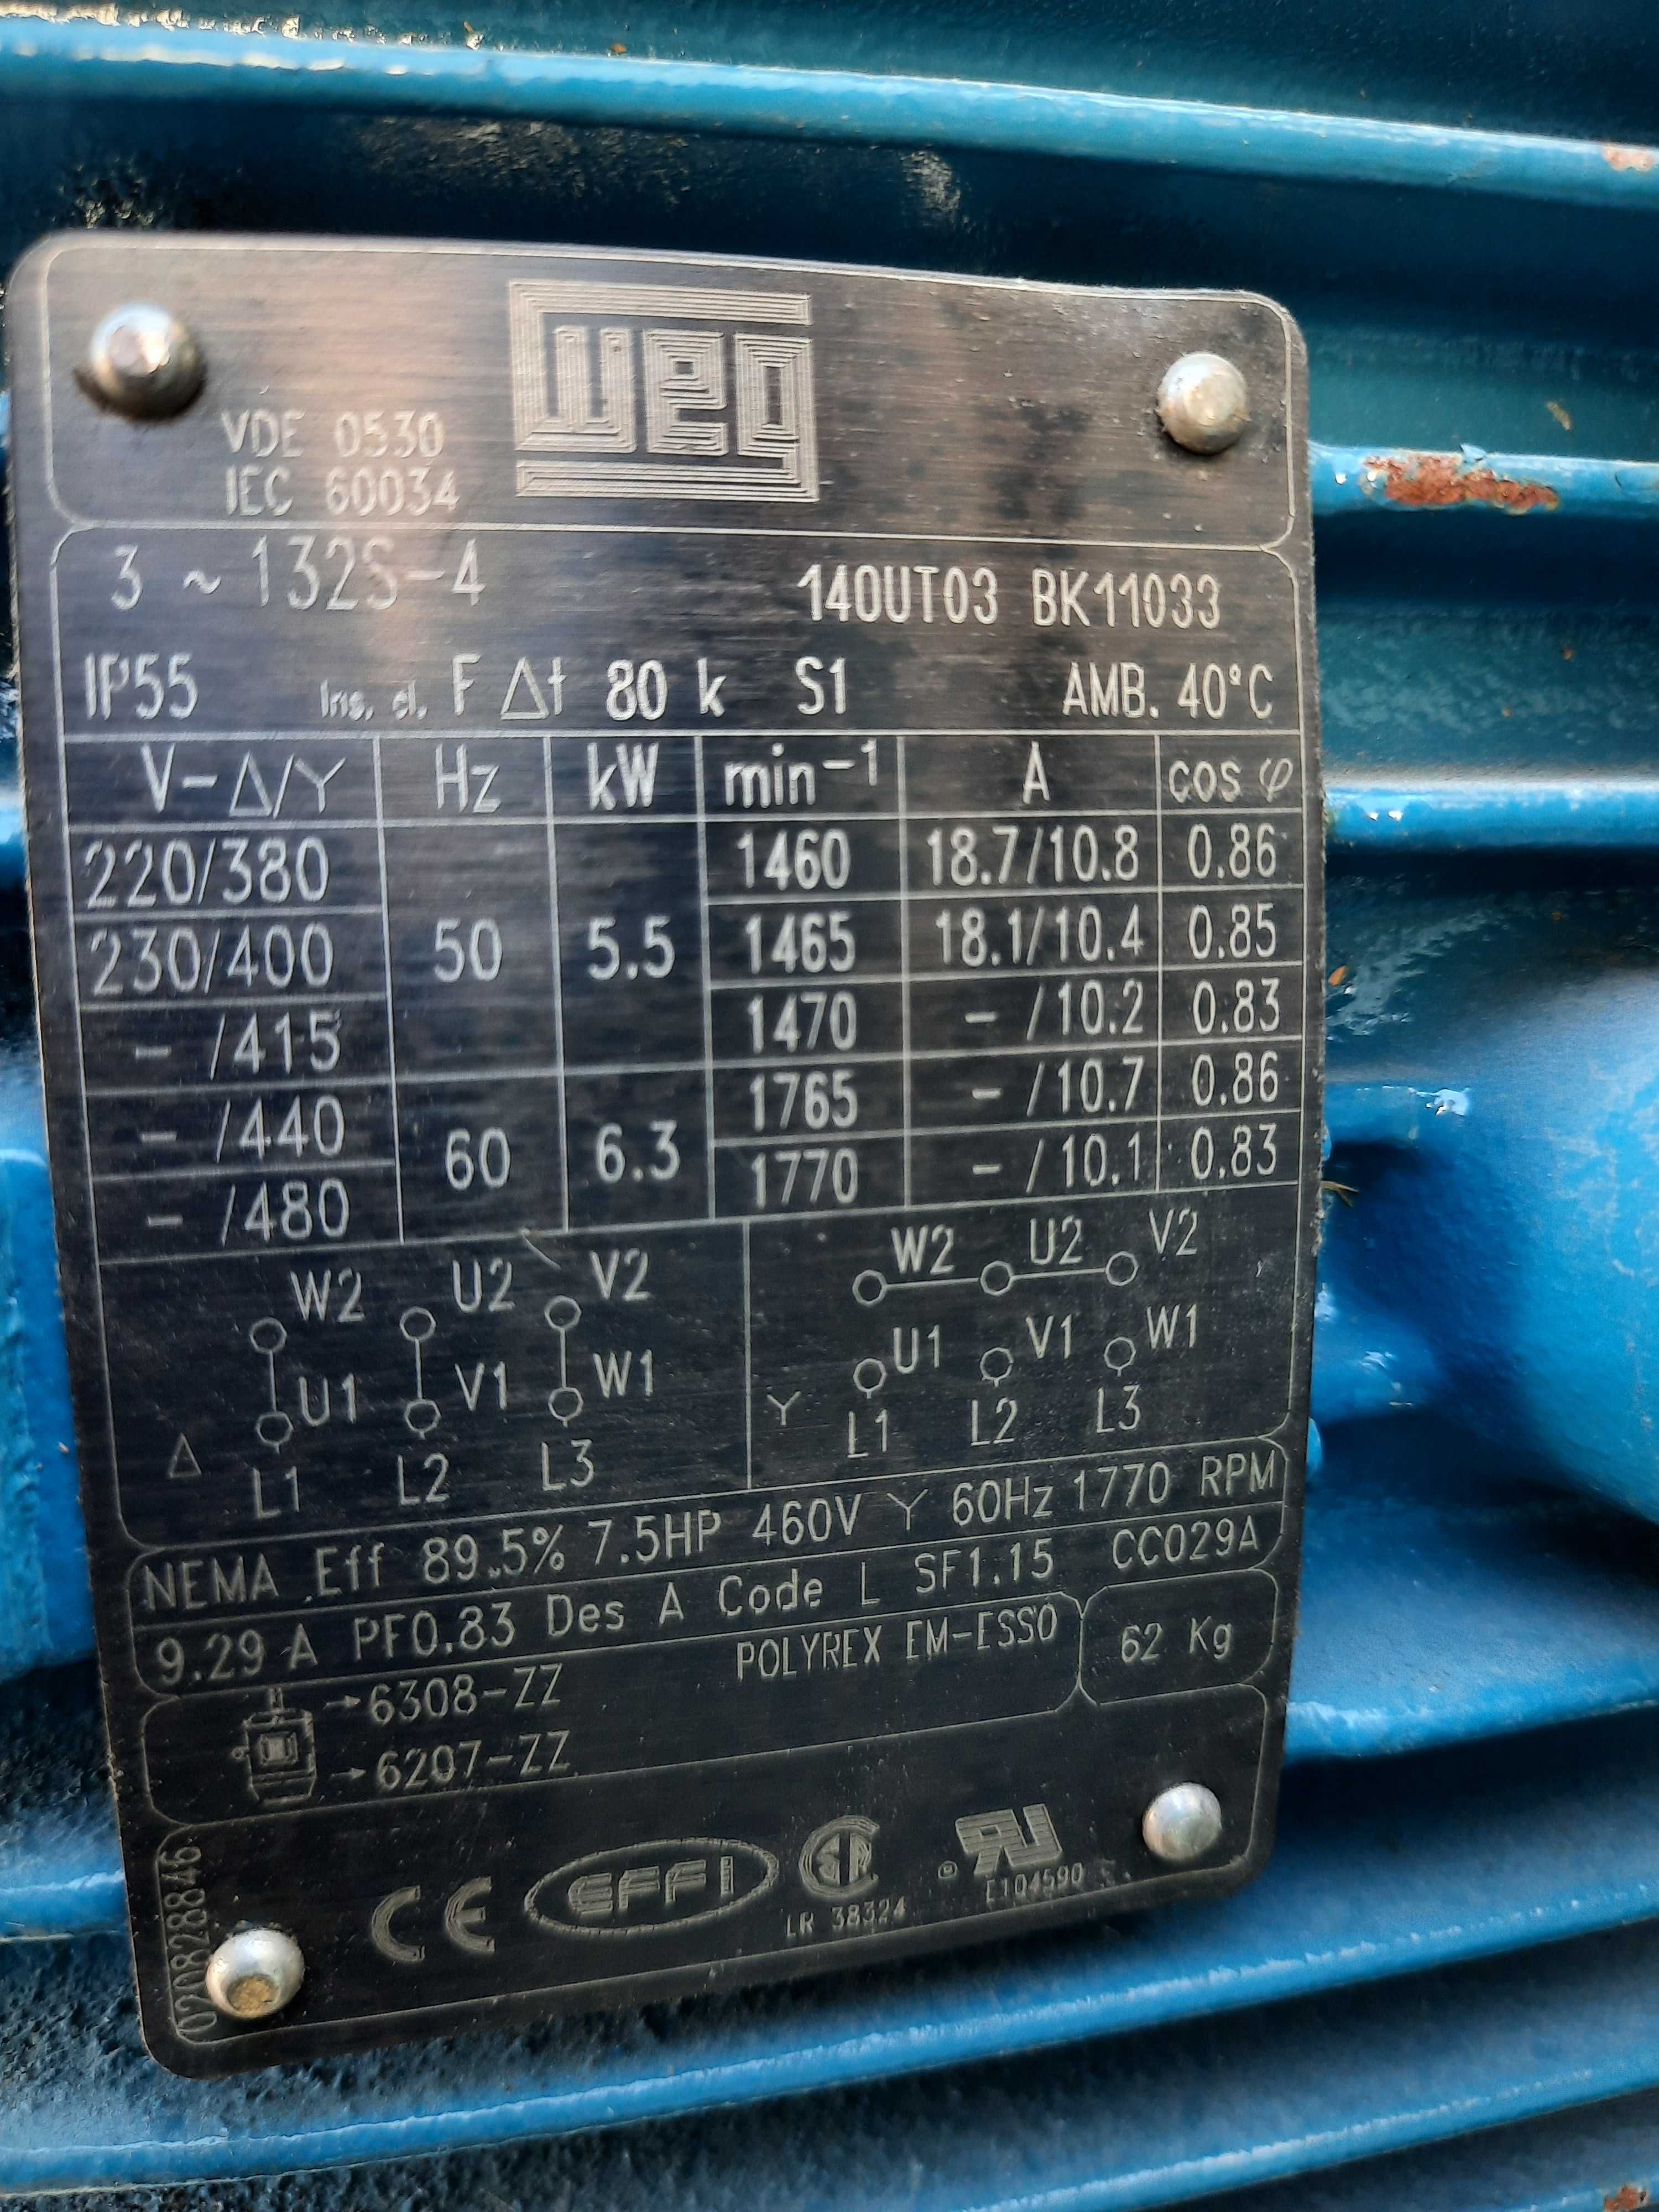 weg
VDE 0530
IEC 60034
3 ~ 132S-4 14OUT03 BK11033
IP55 Ins. cl. F Δt 80 k S1 AMB. 40°C
V-Δ/Y Hz kW min⁻¹ A cos φ
220/380 50 5.5 1460 18.7/10.8 0.86
230/400 1465 18.1/10.4 0.85
- /415 1470 - /10.2 0.83
- /440 60 6.3 1765 - /10.7 0.86
- /480 1770 - /10.1 0.83
W2 U2 V2
U1 V1 W1
Δ L1 L2 L3
W2 U2 V2
U1 V1 W1
Y L1 L2 L3
NEMA Eff 89.5% 7.5HP 460V Y 60Hz 1770 RPM
9.29 A PF0.83 Des A Code L SF1.15 CC029A
→6308-ZZ POLYREX EM-ESSO 62 Kg
→6207-ZZ
020828846
CE EFF1 LR 38324 E104590